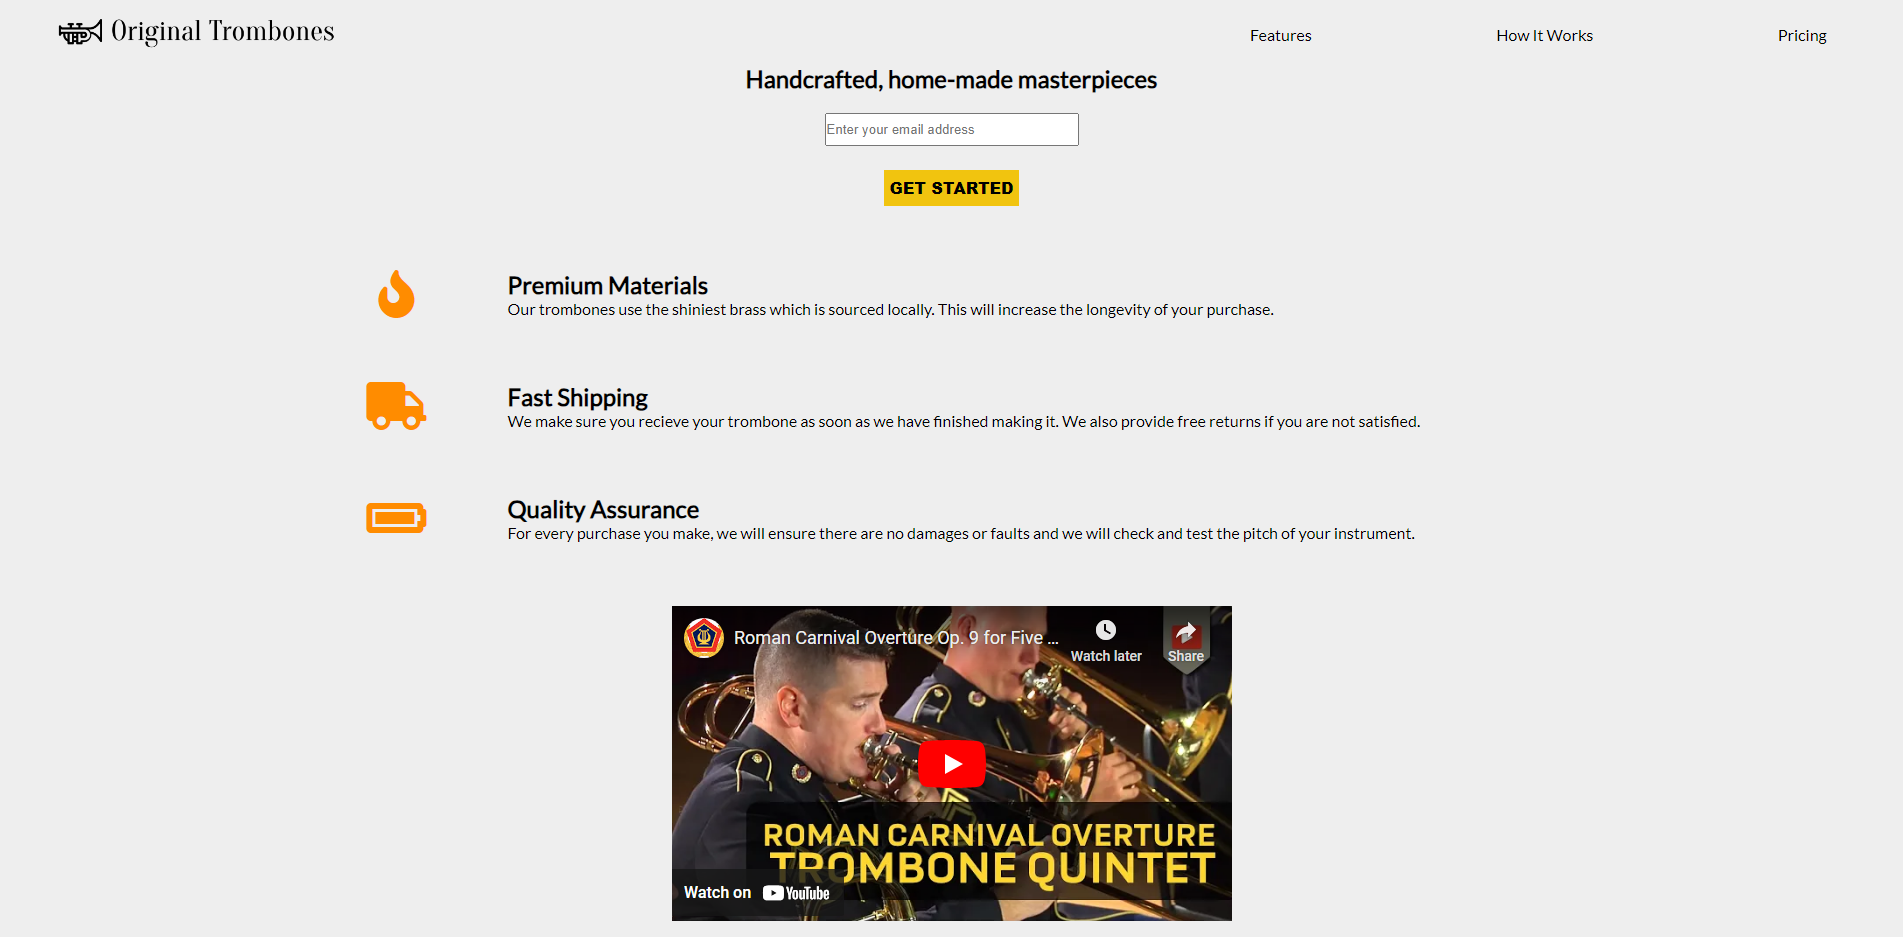 Original Trombones
Features
How It Works
Pricing
Handcrafted, home-made masterpieces
Enter your email address
GET STARTED
Premium Materials
Our trombones use the shiniest brass which is sourced locally. This will increase the longevity of your purchase.
Fast Shipping
We make sure you recieve your trombone as soon as we have finished making it. We also provide free returns if you are not satisfied.
Quality Assurance
For every purchase you make, we will ensure there are no damages or faults and we will check and test the pitch of your instrument.
Roman Carnival Overture Op. 9 for Five ...
Watch later
Share
ROMAN CARNIVAL OVERTURE
TROMBONE QUINTET
Watch on YouTube